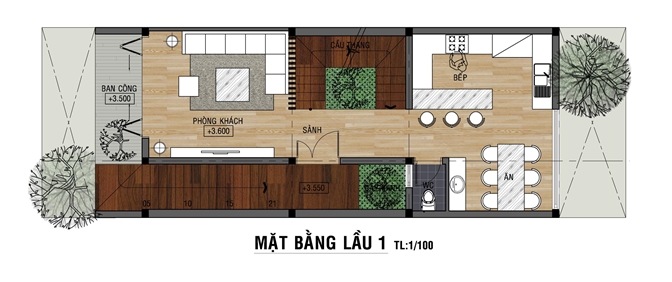 CẦU THANG
BẾP
BAN CÔNG
+3.500
PHÒNG KHÁCH
+3.600
SẢNH
WC
ĂN
+3.550
05 10 15 21
MẶT BẰNG LẦU 1 TL:1/100